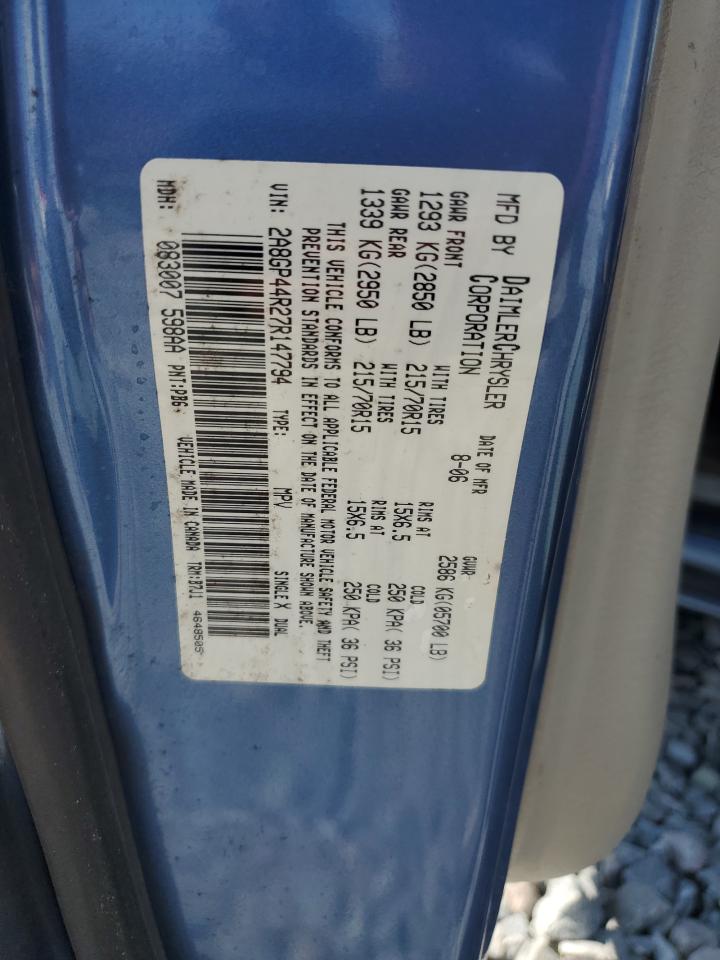 MFD BY DAIMLERCHRYSLER CORPORATION
DATE OF MFR 8-06
GVWR 2586 KG(05700 LB)
GAWR FRONT WITH TIRES RIMS AT COLD
1293 KG(2850 LB) 215/70R15 15X6.5 250 KPA( 36 PSI)
GAWR REAR WITH TIRES RIMS AT COLD
1339 KG(2950 LB) 215/70R15 15X6.5 250 KPA( 36 PSI)
THIS VEHICLE CONFORMS TO ALL APPLICABLE FEDERAL MOTOR VEHICLE SAFETY AND THEFT
PREVENTION STANDARDS IN EFFECT ON THE DATE OF MANUFACTURE SHOWN ABOVE.
VIN: 2A8GP44R27R147794 TYPE: MPV SINGLE X DUAL
MDH: 083007 598AA PNT:PB6 VEHICLE MADE IN CANADA TRM:B7J1 4648505